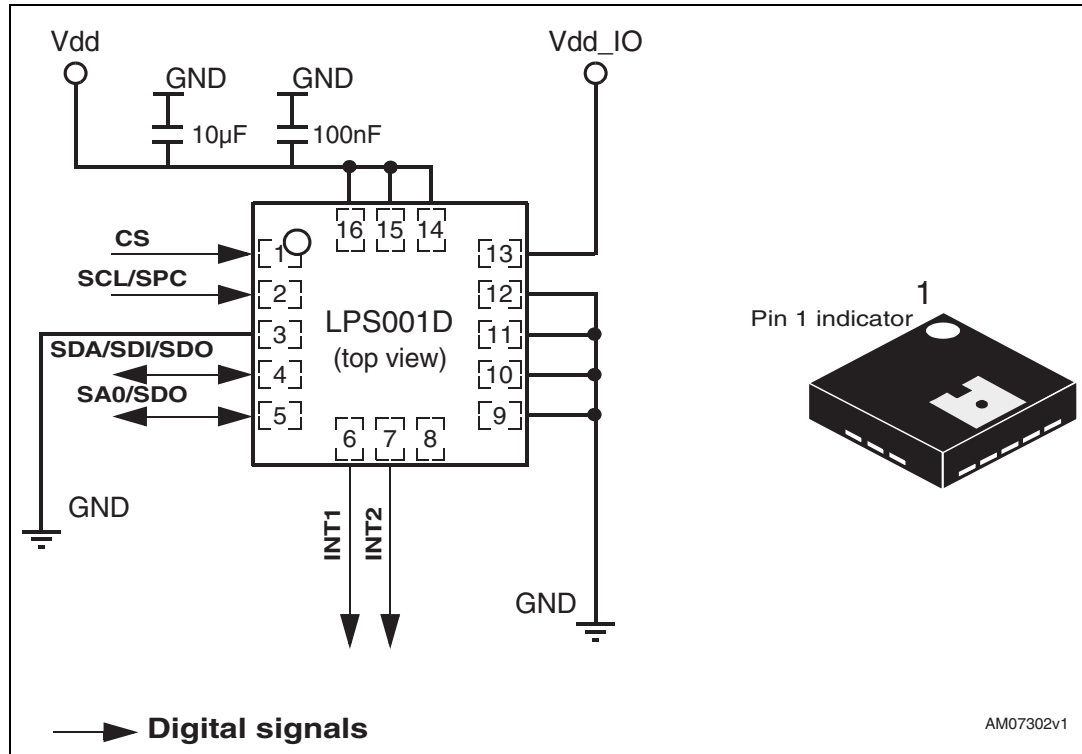 Vdd
Vdd_IO
GND
GND
10µF
100nF
16
15
14
CS
1
13
SCL/SPC
2
12
3
LPS001D
11
SDA/SDI/SDO
4
(top view)
10
SA0/SDO
5
9
6
7
8
GND
INT1
INT2
GND
1
Pin 1 indicator
Digital signals
AM07302v1